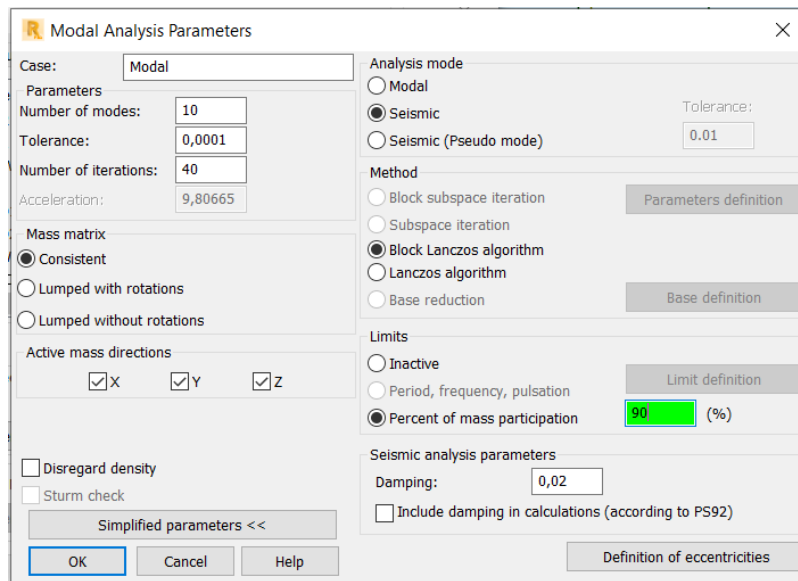 Modal Analysis Parameters
Case: Modal
Parameters
Number of modes: 10
Tolerance: 0,0001
Number of iterations: 40
Acceleration: 9,80665
Mass matrix
Consistent
Lumped with rotations
Lumped without rotations
Active mass directions
X Y Z
Disregard density
Sturm check
Simplified parameters <<
OK Cancel Help
Analysis mode
Modal
Seismic
Seismic (Pseudo mode)
Tolerance:
0.01
Method
Block subspace iteration
Parameters definition
Subspace iteration
Block Lanczos algorithm
Lanczos algorithm
Base reduction
Base definition
Limits
Inactive
Period, frequency, pulsation
Limit definition
Percent of mass participation 90 (%)
Seismic analysis parameters
Damping: 0,02
Include damping in calculations (according to PS92)
Definition of eccentricities